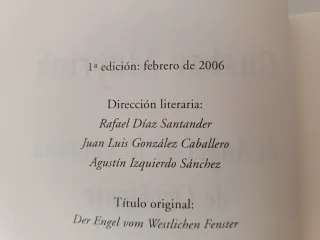 1ª edición: febrero de 2006
Dirección literaria:
Rafael Díaz Santander
Juan Luis González Caballero
Agustín Izquierdo Sánchez
Título original:
Der Engel vom Westlichen Fenster